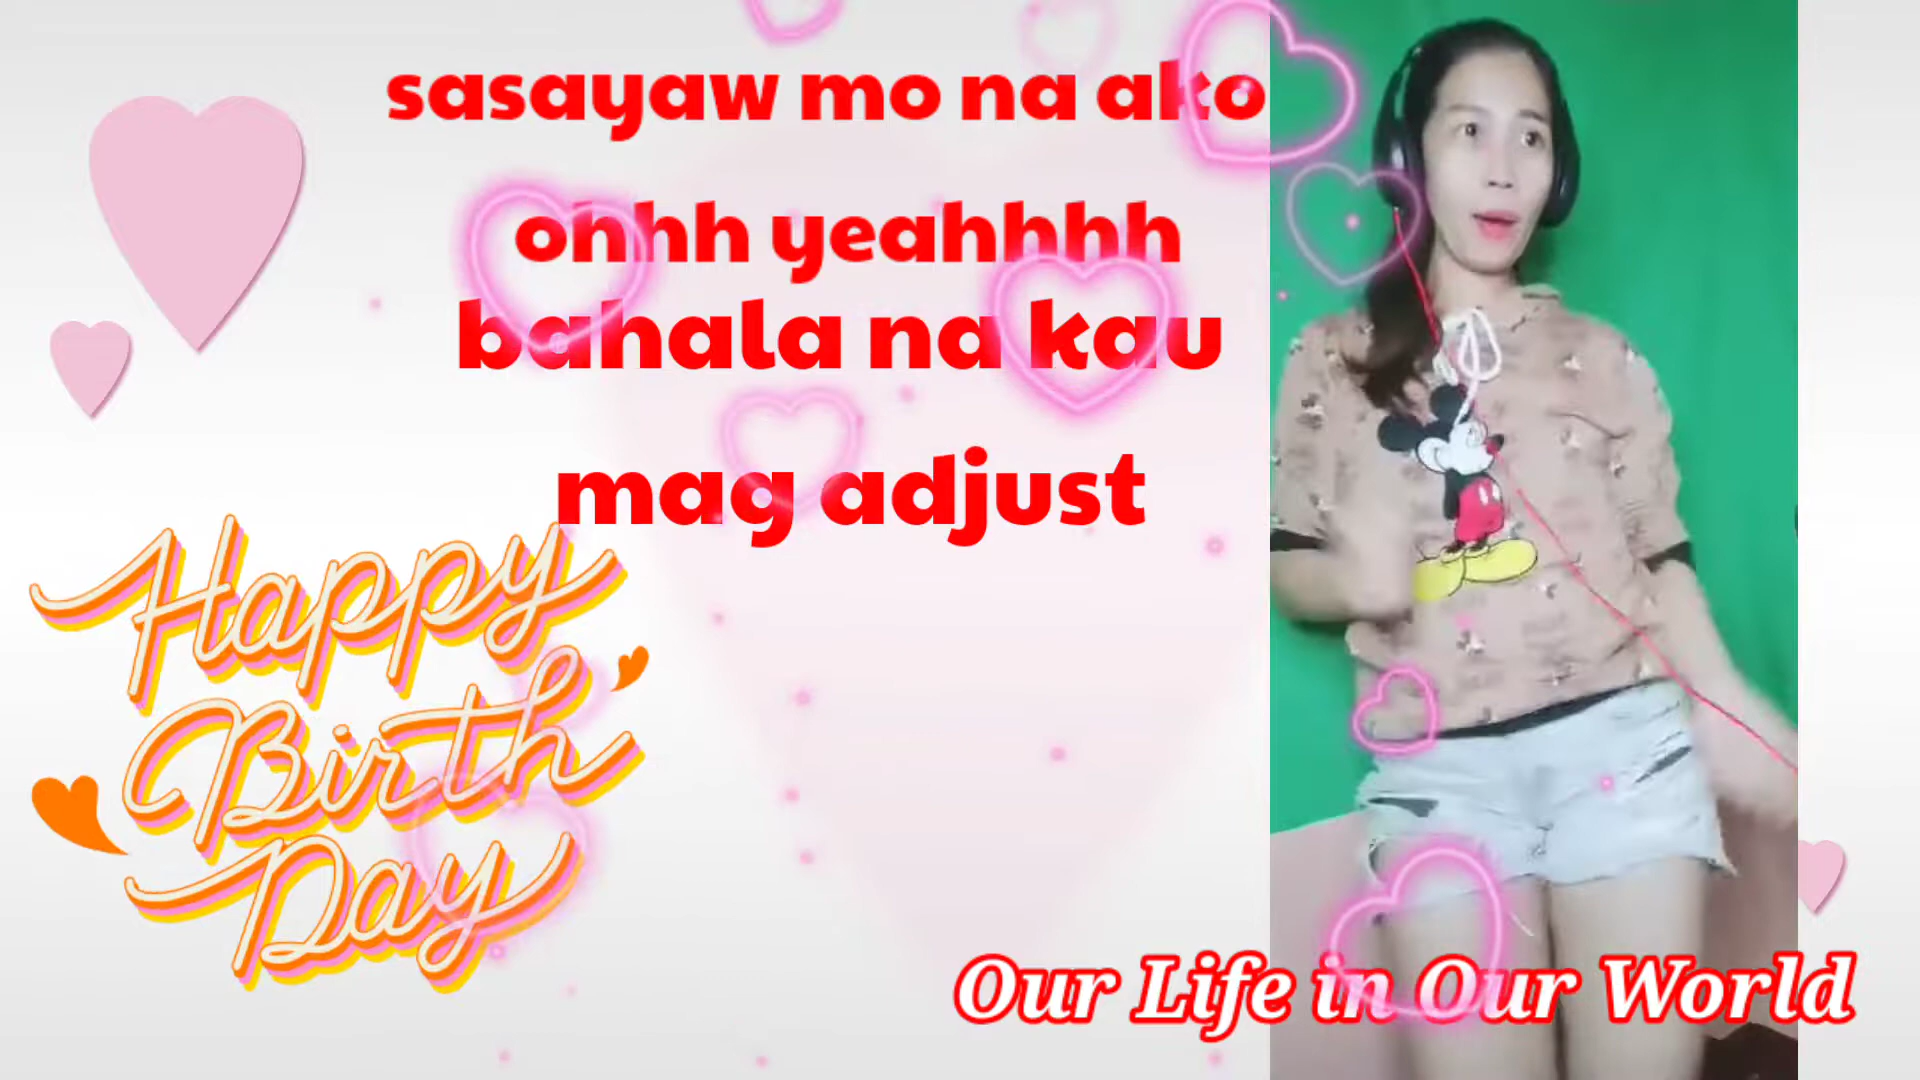 sasayaw mo na ako
ohhh yeahhhh
bahala na kau
mag adjust
Happy
Birth
Day
Our Life in Our World